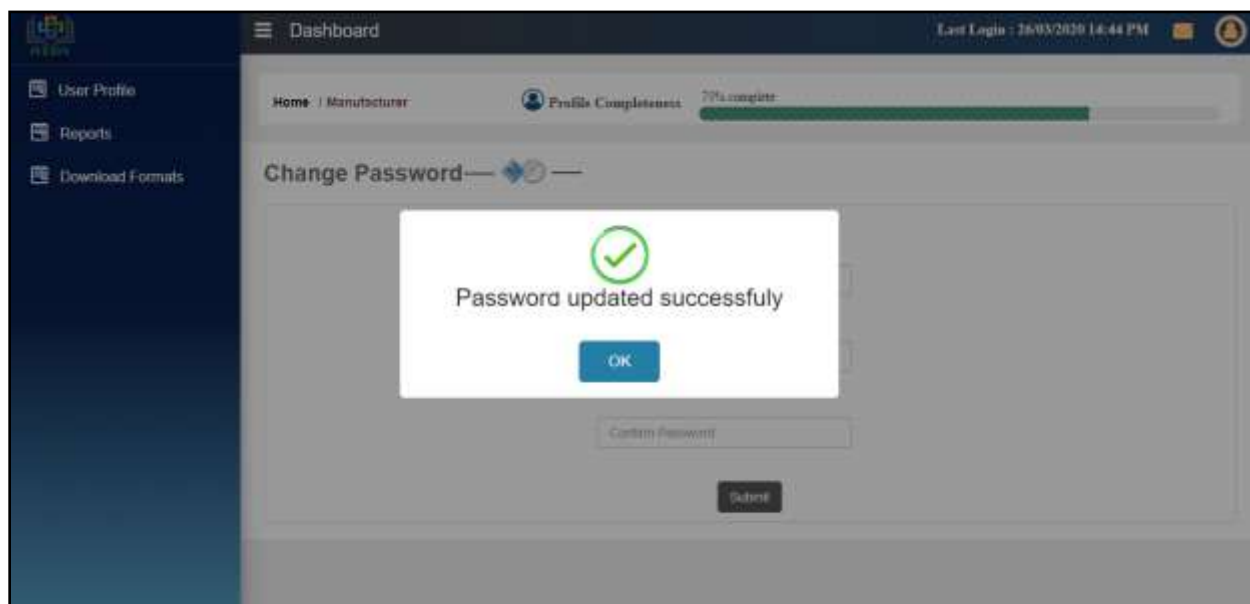 Dashboard
Last Login : 26/03/2020 14:44 PM
User Profile
Reports
Download Formats
Home / Manufacturer
Profile Completeness
70% complete
Change Password
Password updated successfuly
OK
Confirm Password
Submit